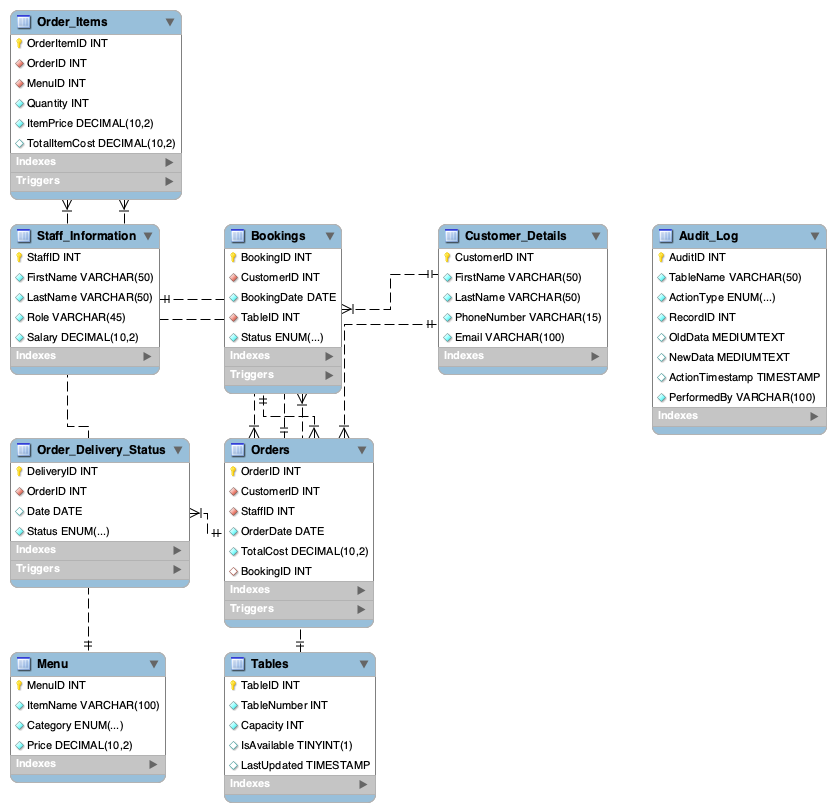 Order_Items
OrderItemID INT
OrderID INT
MenuID INT
Quantity INT
ItemPrice DECIMAL(10,2)
TotalItemCost DECIMAL(10,2)
Indexes
Triggers
Staff_Information
StaffID INT
FirstName VARCHAR(50)
LastName VARCHAR(50)
Role VARCHAR(45)
Salary DECIMAL(10,2)
Indexes
Bookings
BookingID INT
CustomerID INT
BookingDate DATE
TableID INT
Status ENUM(...)
Indexes
Triggers
Customer_Details
CustomerID INT
FirstName VARCHAR(50)
LastName VARCHAR(50)
PhoneNumber VARCHAR(15)
Email VARCHAR(100)
Indexes
Audit_Log
AuditID INT
TableName VARCHAR(50)
ActionType ENUM(...)
RecordID INT
OldData MEDIUMTEXT
NewData MEDIUMTEXT
ActionTimestamp TIMESTAMP
PerformedBy VARCHAR(100)
Indexes
Order_Delivery_Status
DeliveryID INT
OrderID INT
Date DATE
Status ENUM(...)
Indexes
Triggers
Orders
OrderID INT
CustomerID INT
StaffID INT
OrderDate DATE
TotalCost DECIMAL(10,2)
BookingID INT
Indexes
Triggers
Menu
MenuID INT
ItemName VARCHAR(100)
Category ENUM(...)
Price DECIMAL(10,2)
Indexes
Tables
TableID INT
TableNumber INT
Capacity INT
IsAvailable TINYINT(1)
LastUpdated TIMESTAMP
Indexes